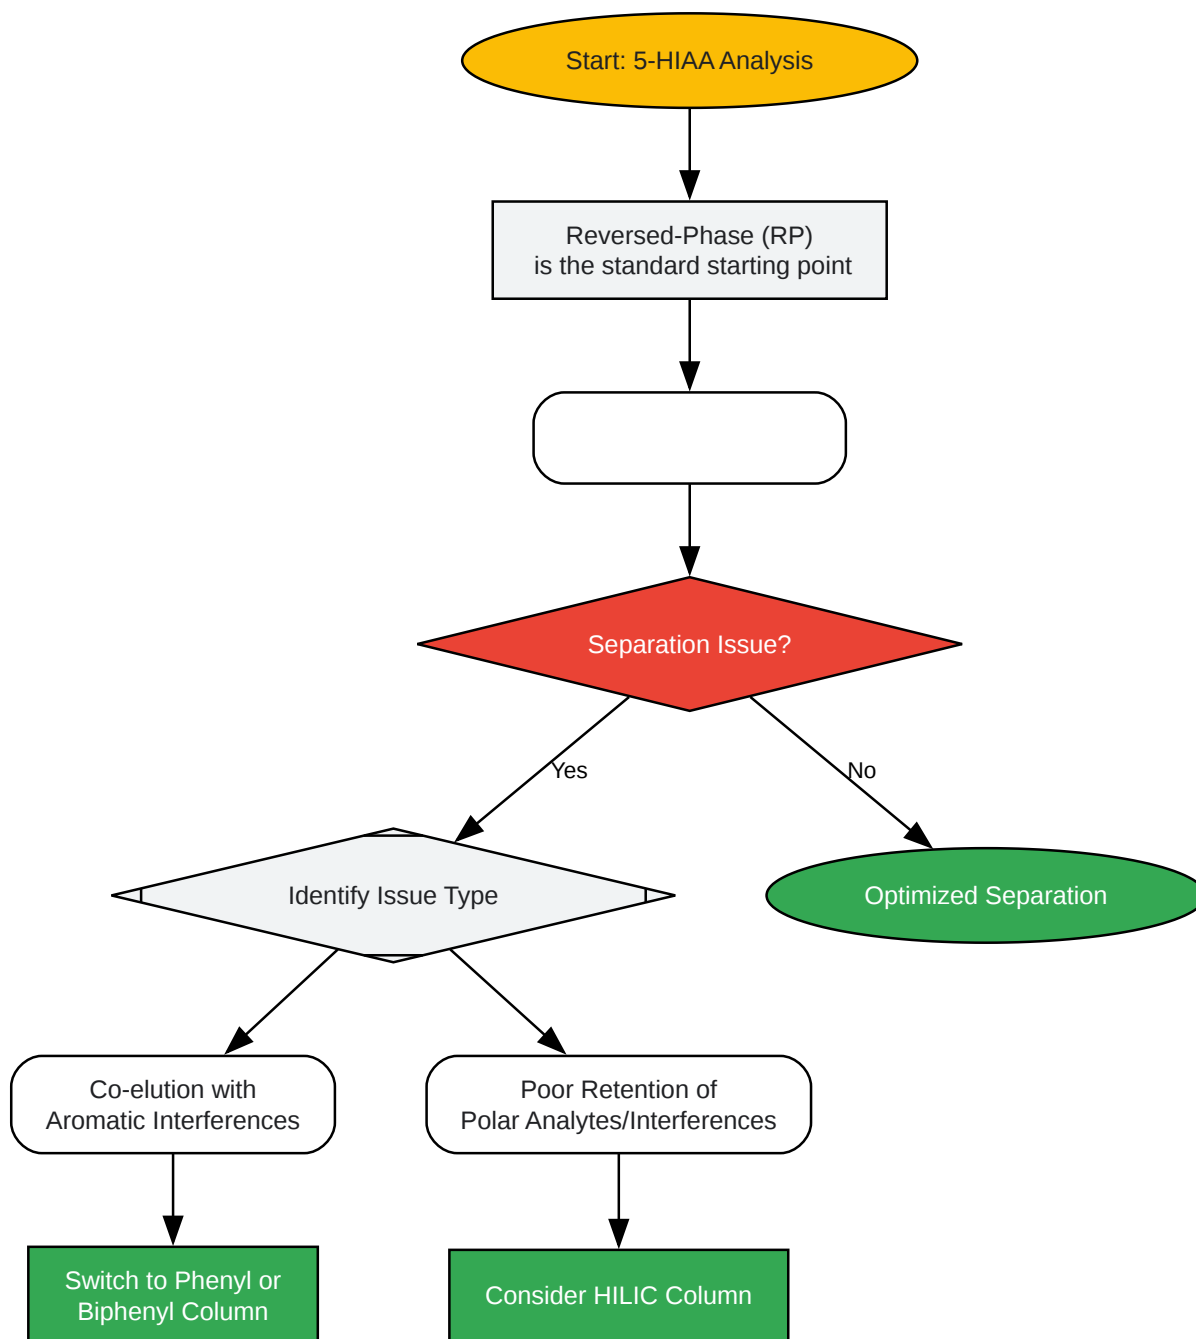 Start: 5-HIAA Analysis
Reversed-Phase (RP)
is the standard starting point
Separation Issue?
Yes
No
Identify Issue Type
Optimized Separation
Co-elution with
Aromatic Interferences
Poor Retention of
Polar Analytes/Interferences
Switch to Phenyl or
Biphenyl Column
Consider HILIC Column